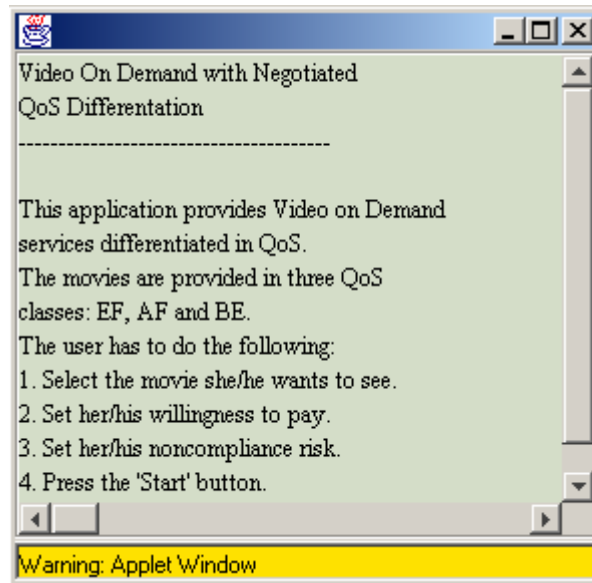 Video On Demand with Negotiated
QoS Differentation
---------------------------------------
This application provides Video on Demand
services differentiated in QoS.
The movies are provided in three QoS
classes: EF, AF and BE.
The user has to do the following:
1. Select the movie she/he wants to see.
2. Set her/his willingness to pay.
3. Set her/his noncompliance risk.
4. Press the 'Start' button.
Warning: Applet Window